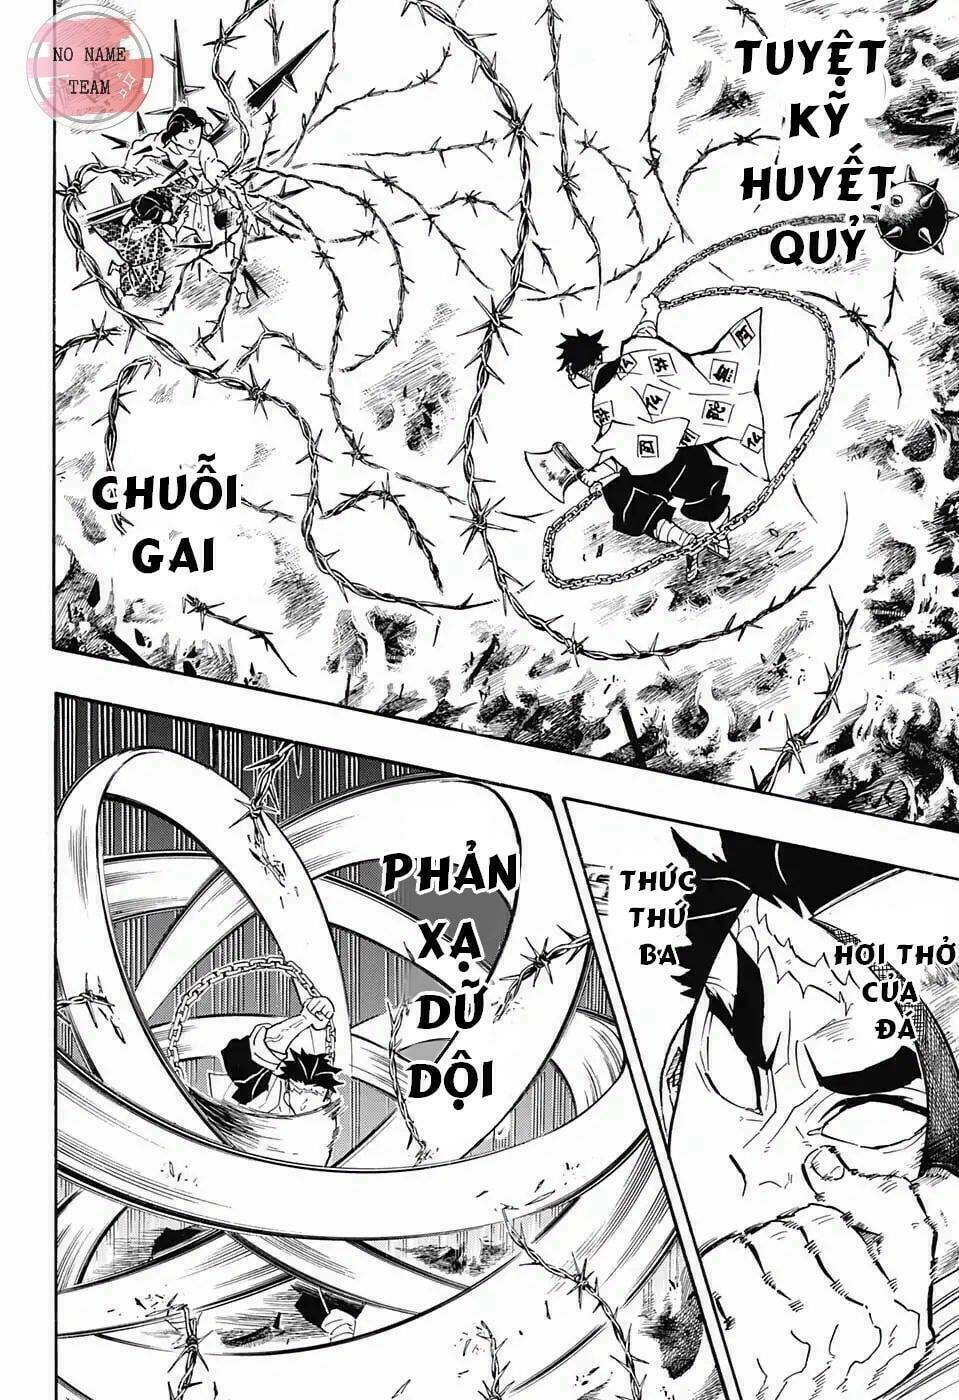 NO NAME
TEAM
TUYỆT
KỸ
HUYẾT
QUỶ
CHUỖI
GAI
HƠI THỞ
CỦA
ĐÁ
THỨC
THỨ
BA
PHẢN
XẠ
DỮ
DỘI